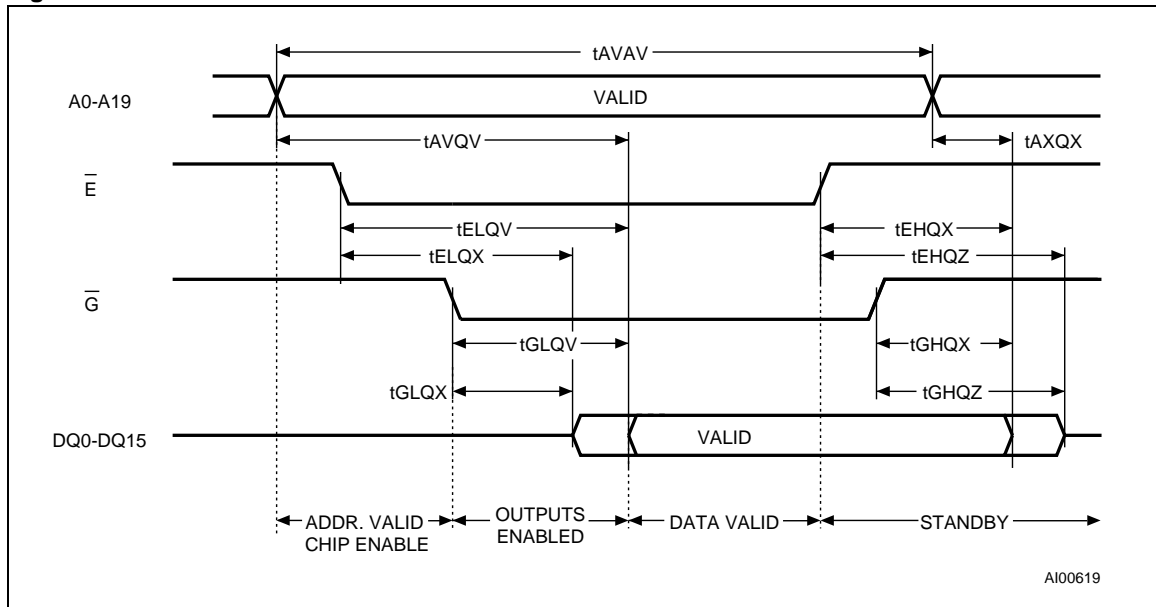 tAVAV
A0-A19
VALID
tAVQV
tAXQX
E
tELQV
tEHQX
tELQX
tEHQZ
G
tGLQV
tGHQX
tGLQX
tGHQZ
DQ0-DQ15
VALID
ADDR. VALID
CHIP ENABLE
OUTPUTS
ENABLED
DATA VALID
STANDBY
AI00619